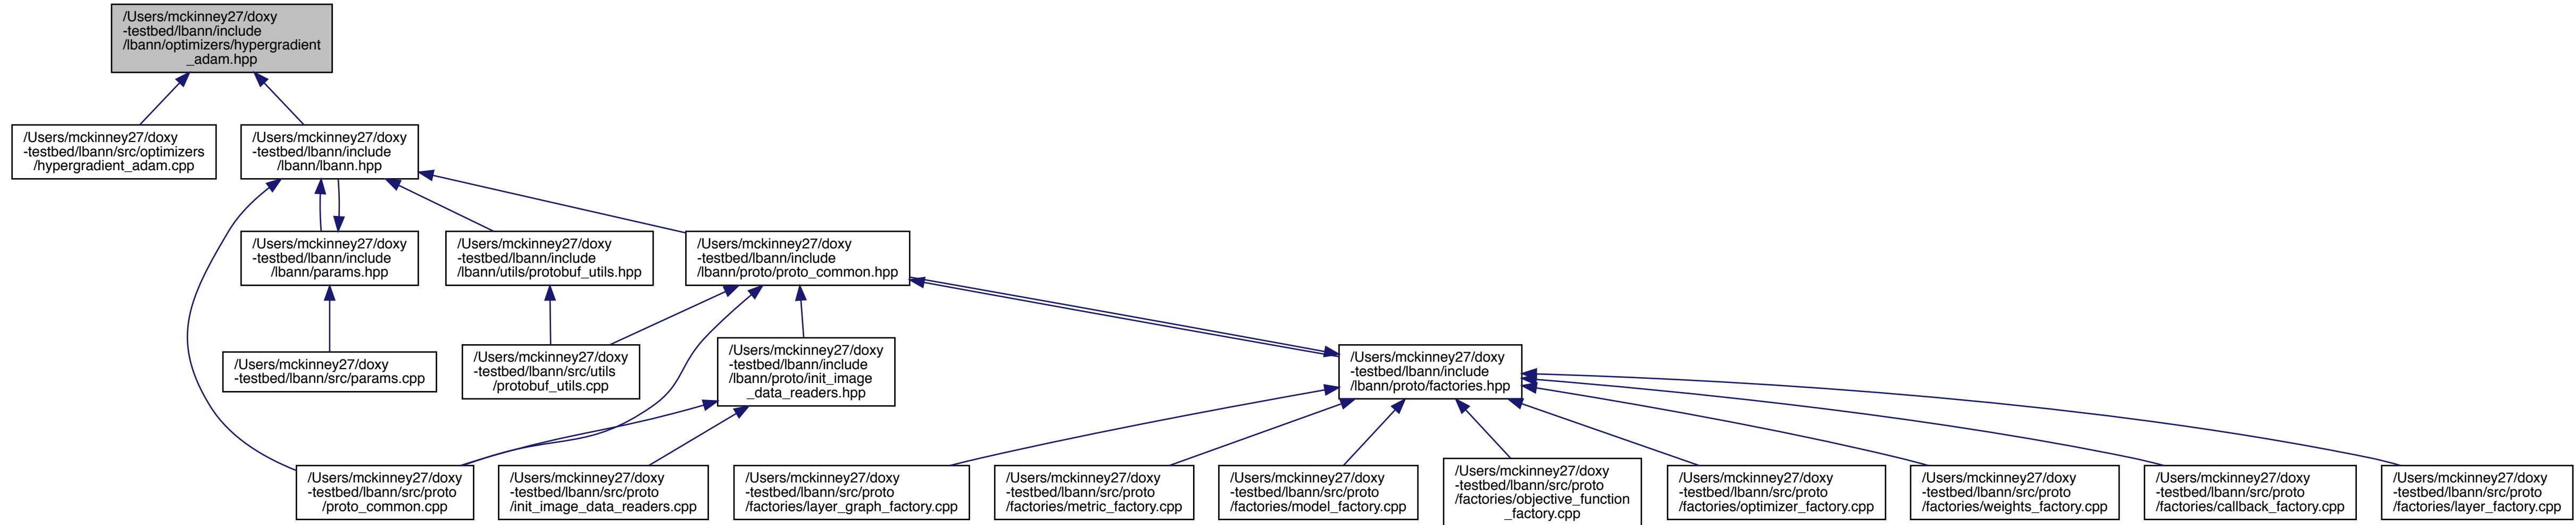 /Users/mckinney27/doxy
-testbed/lbann/include
/lbann/optimizers/hypergradient
_adam.hpp
/Users/mckinney27/doxy
-testbed/lbann/src/optimizers
/hypergradient_adam.cpp
/Users/mckinney27/doxy
-testbed/lbann/include
/lbann/lbann.hpp
/Users/mckinney27/doxy
-testbed/lbann/include
/lbann/params.hpp
/Users/mckinney27/doxy
-testbed/lbann/include
/lbann/utils/protobuf_utils.hpp
/Users/mckinney27/doxy
-testbed/lbann/include
/lbann/proto/proto_common.hpp
/Users/mckinney27/doxy
-testbed/lbann/src/params.cpp
/Users/mckinney27/doxy
-testbed/lbann/src/utils
/protobuf_utils.cpp
/Users/mckinney27/doxy
-testbed/lbann/include
/lbann/proto/init_image
_data_readers.hpp
/Users/mckinney27/doxy
-testbed/lbann/include
/lbann/proto/factories.hpp
/Users/mckinney27/doxy
-testbed/lbann/src/proto
/proto_common.cpp
/Users/mckinney27/doxy
-testbed/lbann/src/proto
/init_image_data_readers.cpp
/Users/mckinney27/doxy
-testbed/lbann/src/proto
/factories/layer_graph_factory.cpp
/Users/mckinney27/doxy
-testbed/lbann/src/proto
/factories/metric_factory.cpp
/Users/mckinney27/doxy
-testbed/lbann/src/proto
/factories/model_factory.cpp
/Users/mckinney27/doxy
-testbed/lbann/src/proto
/factories/objective_function
_factory.cpp
/Users/mckinney27/doxy
-testbed/lbann/src/proto
/factories/optimizer_factory.cpp
/Users/mckinney27/doxy
-testbed/lbann/src/proto
/factories/weights_factory.cpp
/Users/mckinney27/doxy
-testbed/lbann/src/proto
/factories/callback_factory.cpp
/Users/mckinney27/doxy
-testbed/lbann/src/proto
/factories/layer_factory.cpp